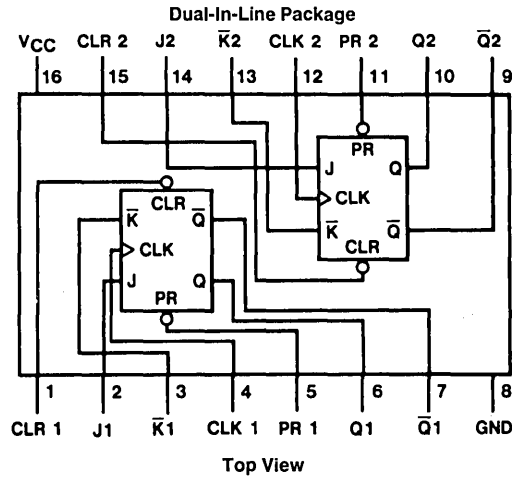 Dual-In-Line Package
VCC CLR 2 J2 K̅2 CLK 2 PR 2 Q2 Q̅2
16 15 14 13 12 11 10 9
PR
J Q
CLK
K̅ Q̅
CLR
CLR
K̅ Q̅
CLK
J Q
PR
1 2 3 4 5 6 7 8
CLR 1 J1 K̅1 CLK 1 PR 1 Q1 Q̅1 GND
Top View